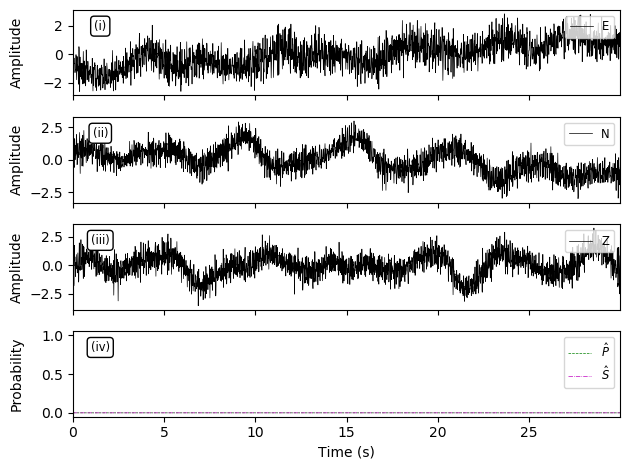 (i)
E
2
0
−2
Amplitude
(ii)
N
2.5
0.0
−2.5
Amplitude
(iii)
Z
2.5
0.0
−2.5
Amplitude
(iv)
P̂
Ŝ
1.0
0.5
0.0
Probability
0 5 10 15 20 25
Time (s)